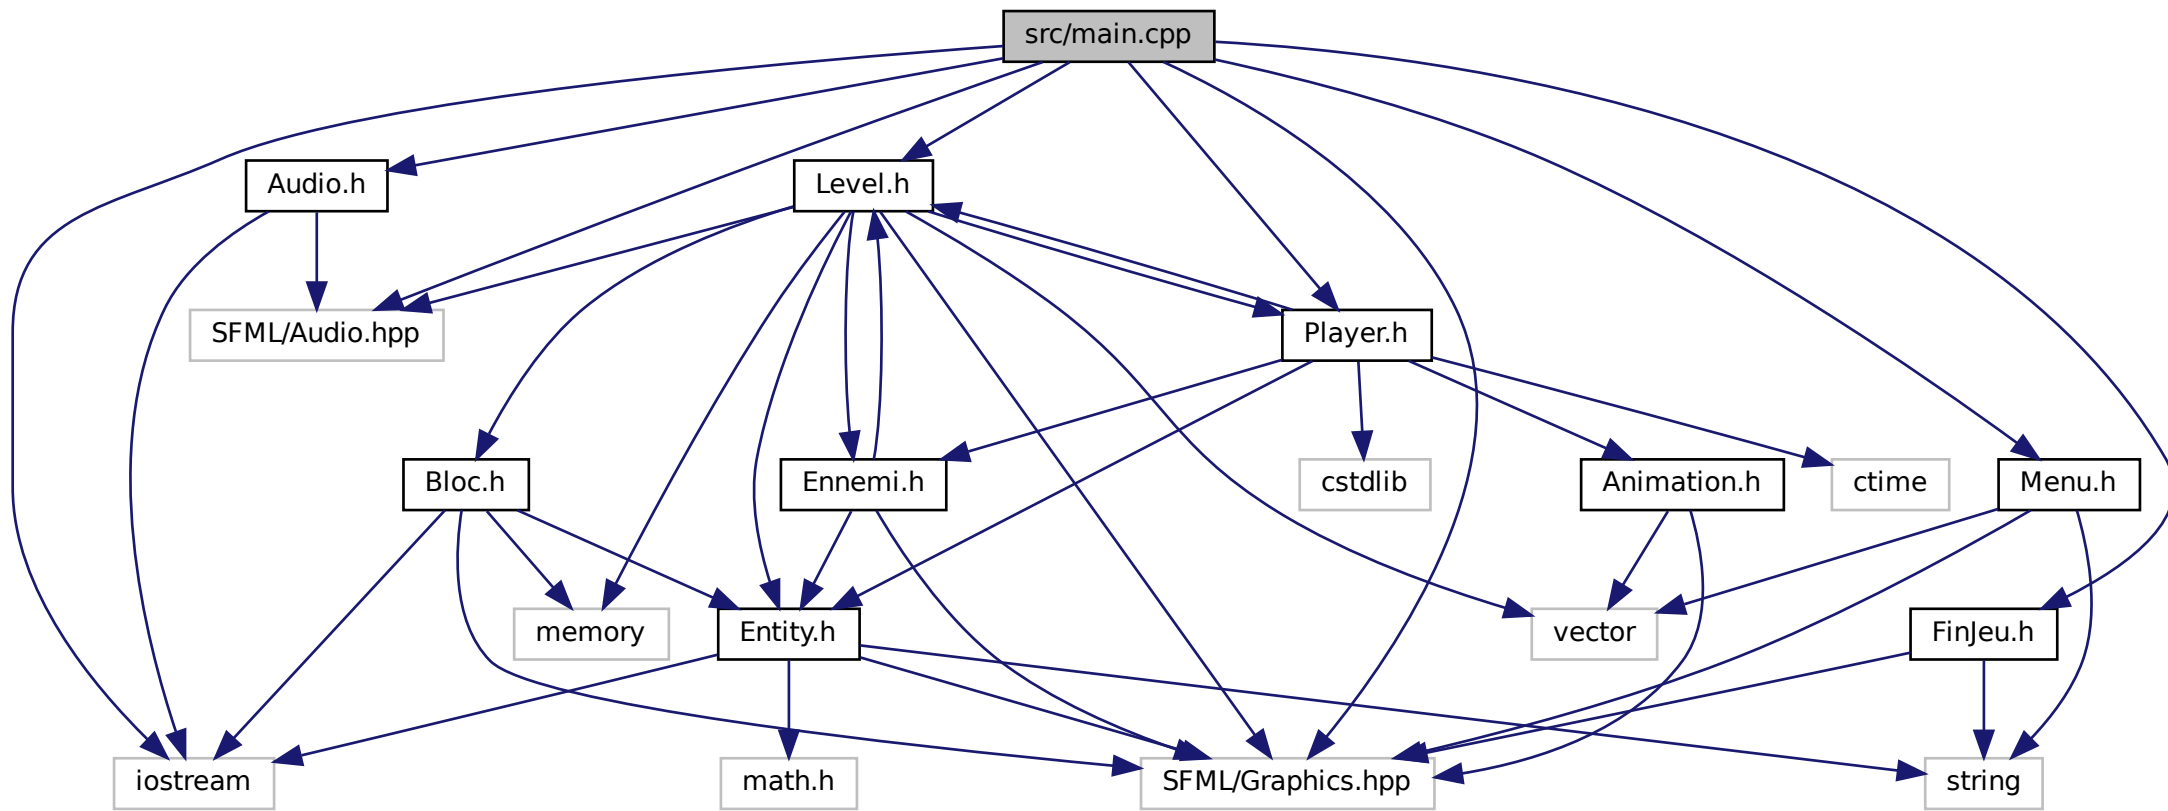 src/main.cpp
Audio.h
Level.h
SFML/Audio.hpp
Player.h
Bloc.h
Ennemi.h
cstdlib
Animation.h
ctime
Menu.h
memory
Entity.h
vector
FinJeu.h
iostream
math.h
SFML/Graphics.hpp
string